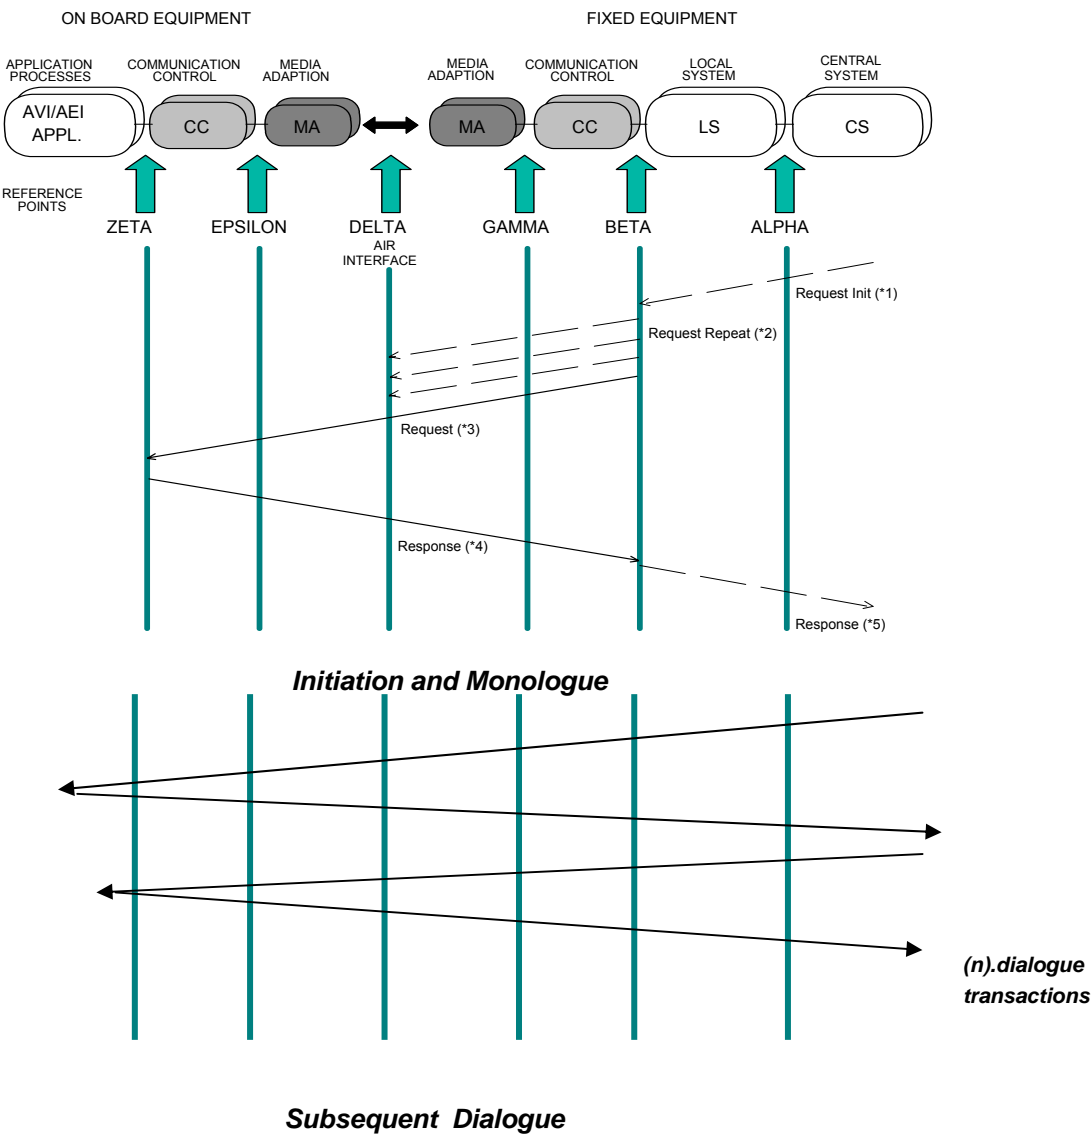 ON BOARD EQUIPMENT
FIXED EQUIPMENT
APPLICATION
PROCESSES
COMMUNICATION
CONTROL
MEDIA
ADAPTION
MEDIA
ADAPTION
COMMUNICATION
CONTROL
LOCAL
SYSTEM
CENTRAL
SYSTEM
AVI/AEI
APPL.
CC
MA
MA
CC
LS
CS
REFERENCE
POINTS
ZETA
EPSILON
DELTA
AIR
INTERFACE
GAMMA
BETA
ALPHA
Request Init (*1)
Request Repeat (*2)
Request (*3)
Response (*4)
Response (*5)
Initiation and Monologue
(n).dialogue
transactions
Subsequent Dialogue